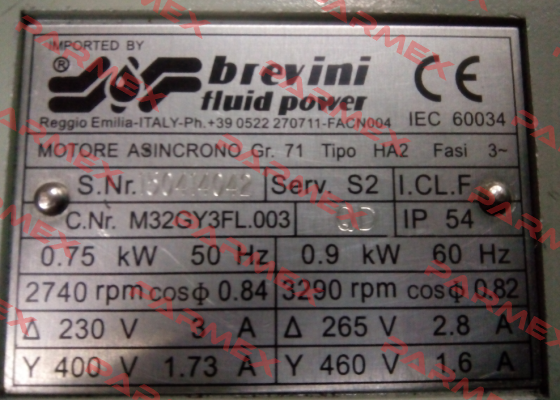 IMPORTED BY
® brevini
fluid power
CE
Reggio Emilia-ITALY-Ph.+39 0522 270711-FACN004 IEC 60034
MOTORE ASINCRONO Gr. 71 Tipo HA2 Fasi 3~
S.Nr. Serv. S2 I.CL.F
C.Nr. M32GY3FL.003 IP 54
0.75 kW 50 Hz 0.9 kW 60 Hz
2740 rpm cosϕ 0.84 3290 rpm cosϕ 0.82
Δ 230 V 3 A Δ 265 V 2.8 A
Y 400 V 1.73 A Y 460 V 1.6 A
PARMEX